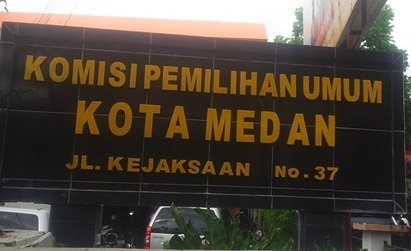 KOMISI PEMILIHAN UMUM
KOTA MEDAN
JL. KEJAKSAAN No. 37